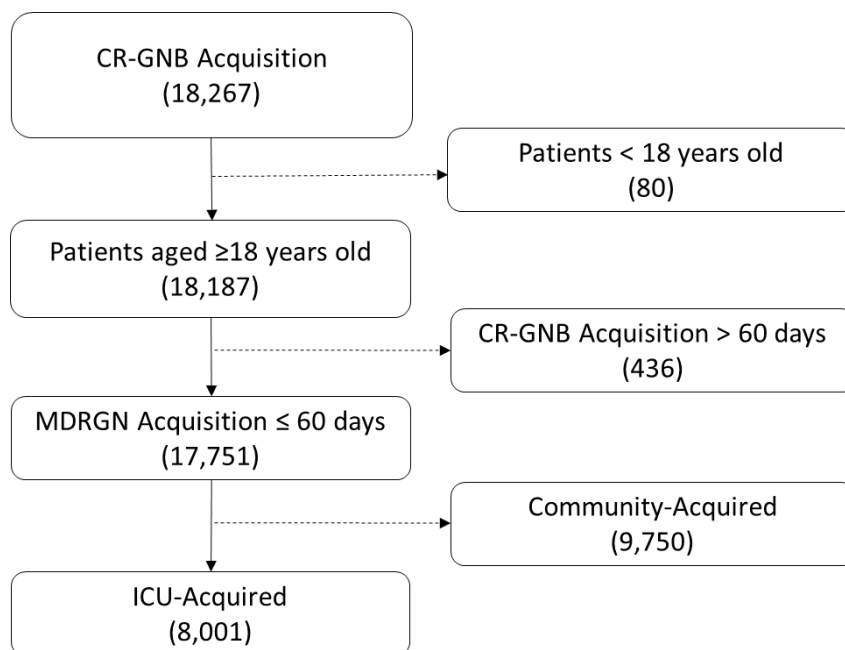 CR-GNB Acquisition
(18,267)
Patients < 18 years old
(80)
Patients aged ≥18 years old
(18,187)
CR-GNB Acquisition > 60 days
(436)
MDRGN Acquisition ≤ 60 days
(17,751)
Community-Acquired
(9,750)
ICU-Acquired
(8,001)